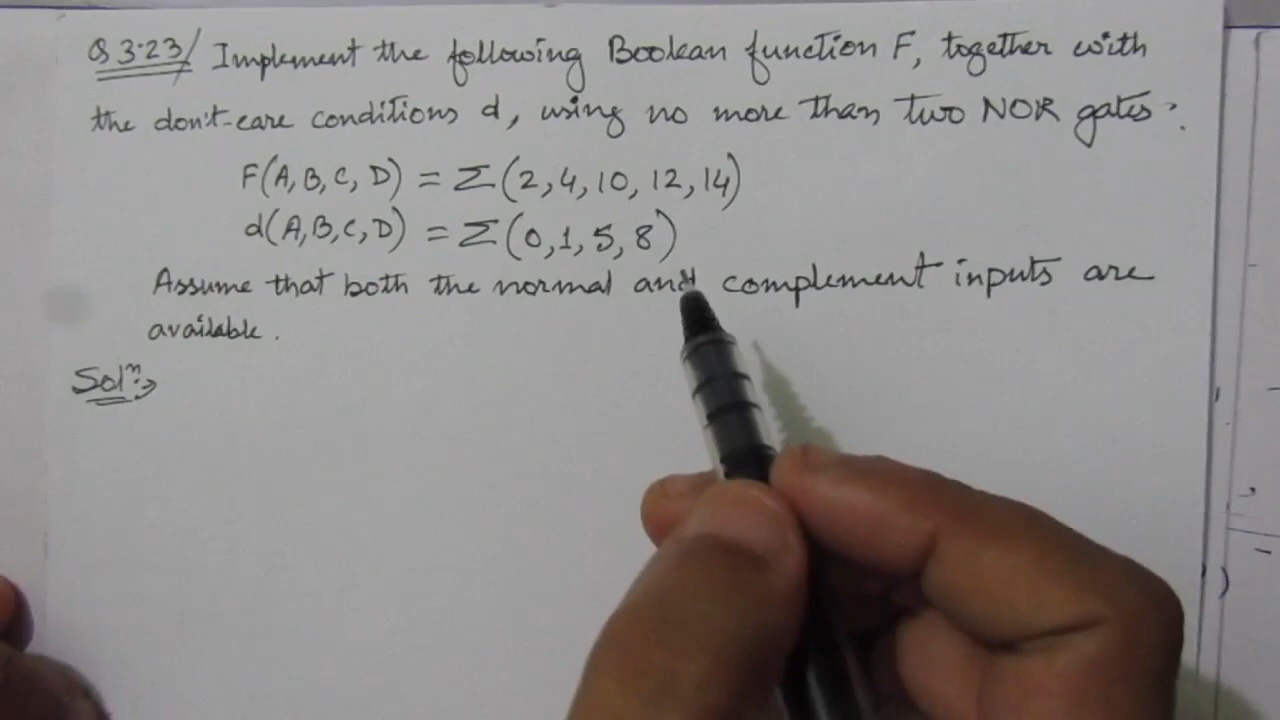 Q 3.23/ Implement the following Boolean function F, together with
the don't-care conditions d, using no more than two NOR gates.
F(A, B, C, D) = Σ(2, 4, 10, 12, 14)
d(A, B, C, D) = Σ(0, 1, 5, 8)
Assume that both the normal and complement inputs are
available.
Solⁿ:→